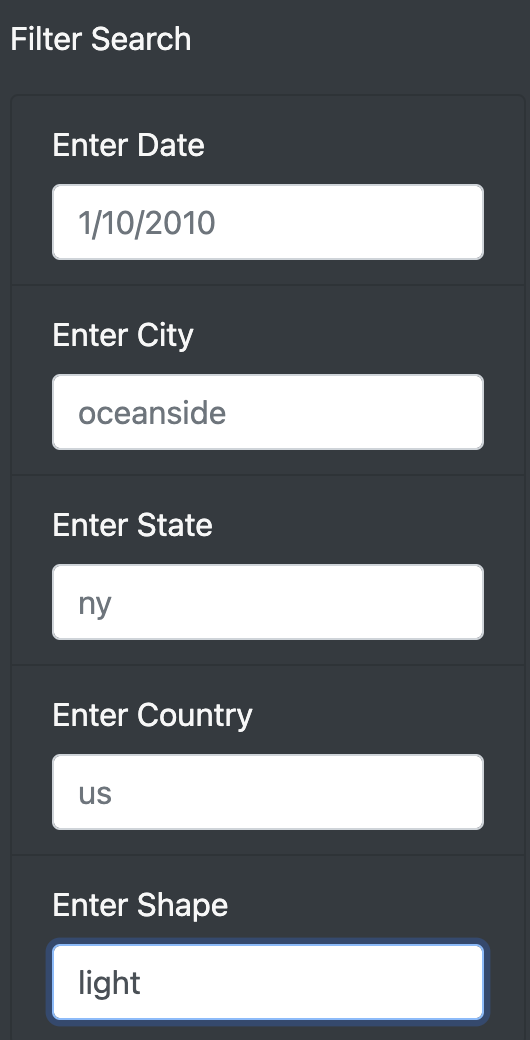 Filter Search
Enter Date
1/10/2010
Enter City
oceanside
Enter State
ny
Enter Country
us
Enter Shape
light